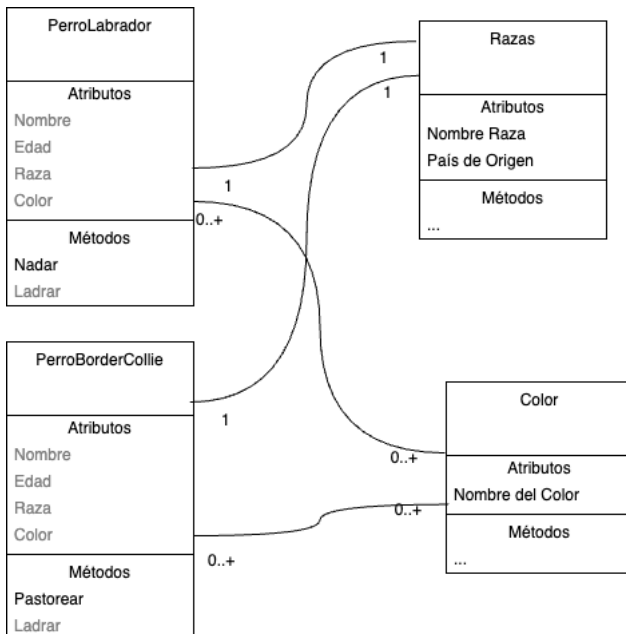 PerroLabrador
Atributos
Nombre
Edad
Raza
Color
Métodos
Nadar
Ladrar
1
0..+
1
1
Razas
Atributos
Nombre Raza
País de Origen
Métodos
...
PerroBorderCollie
Atributos
Nombre
Edad
Raza
Color
Métodos
Pastorear
Ladrar
1
0..+
0..+
0..+
Color
Atributos
Nombre del Color
Métodos
...